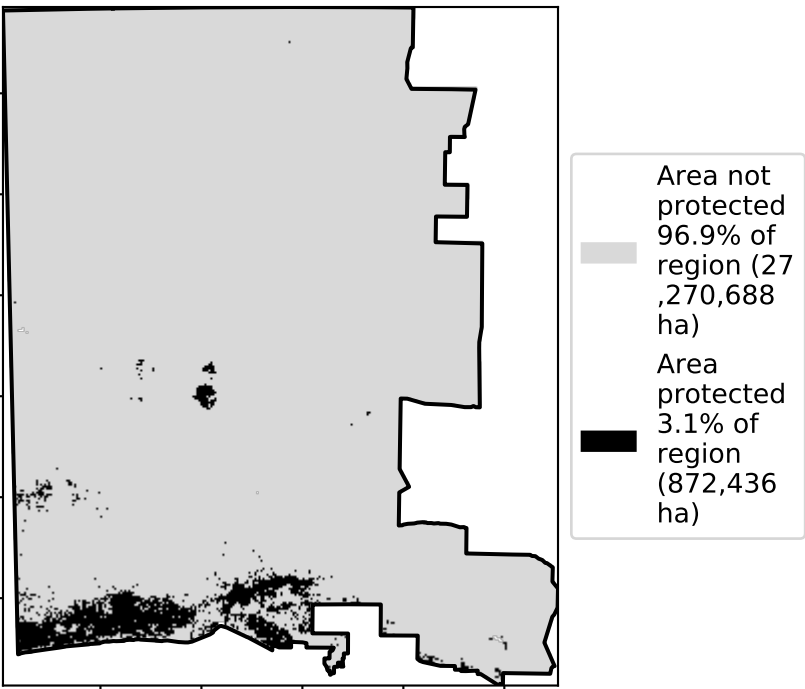 Area not
protected
96.9% of
region (27
,270,688
ha)
Area
protected
3.1% of
region
(872,436
ha)